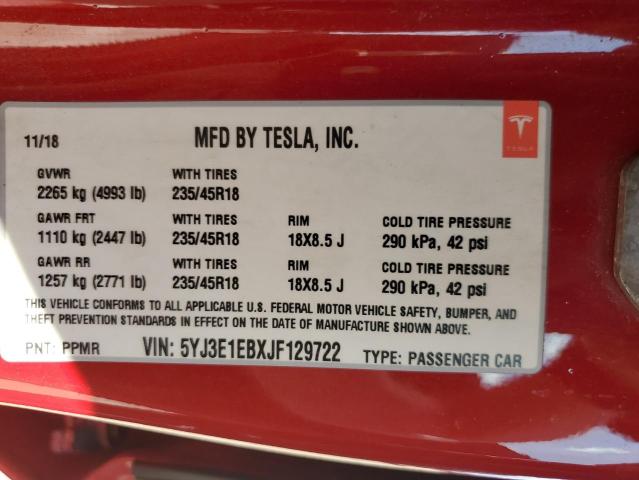 11/18 MFD BY TESLA, INC.
TESLA
GVWR WITH TIRES
2265 kg (4993 lb) 235/45R18
GAWR FRT WITH TIRES RIM COLD TIRE PRESSURE
1110 kg (2447 lb) 235/45R18 18X8.5 J 290 kPa, 42 psi
GAWR RR WITH TIRES RIM COLD TIRE PRESSURE
1257 kg (2771 lb) 235/45R18 18X8.5 J 290 kPa, 42 psi
THIS VEHICLE CONFORMS TO ALL APPLICABLE U.S. FEDERAL MOTOR VEHICLE SAFETY, BUMPER, AND
THEFT PREVENTION STANDARDS IN EFFECT ON THE DATE OF MANUFACTURE SHOWN ABOVE.
PNT: PPMR VIN: 5YJ3E1EBXJF129722 TYPE: PASSENGER CAR